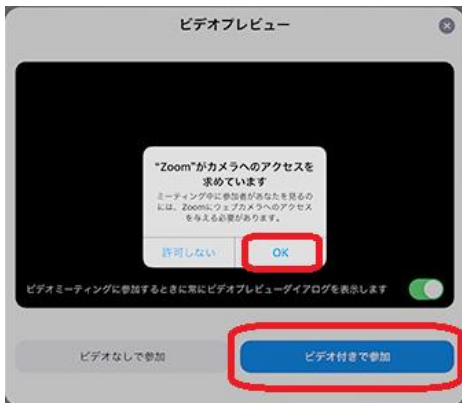 ビデオプレビュー
“Zoom”がカメラへのアクセスを
求めています
ミーティング中に参加者があなたを見るの
には、Zoomにウェブカメラへのアクセス
を与える必要があります。
許可しない
OK
ビデオミーティングに参加するときに常にビデオプレビューダイアログを表示します
ビデオなしで参加
ビデオ付きで参加